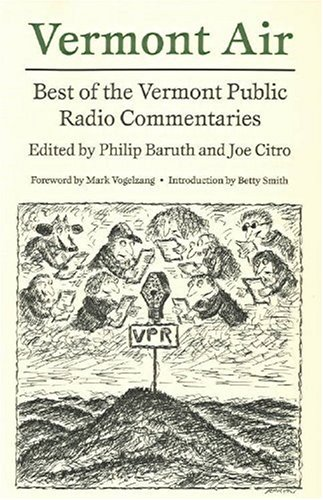 Vermont Air
Best of the Vermont Public
Radio Commentaries
Edited by Philip Baruth and Joe Citro
Foreword by Mark Vogelzang • Introduction by Betty Smith
VPR